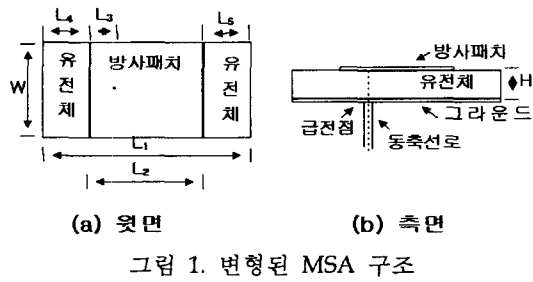 L₄ L₃ L₅
방사패치
W
유전체
방사패치
유전체
유전체
H
그라운드
급전점
동축선로
L₁
L₂
(a) 윗면 (b) 측면
그림 1. 변형된 MSA 구조